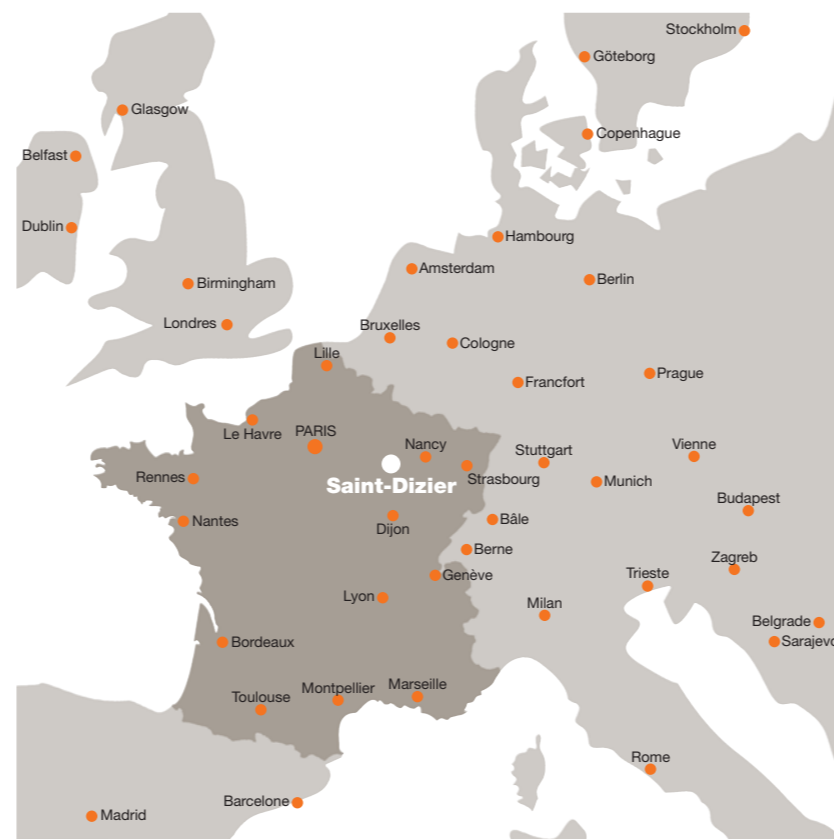 Stockholm
Göteborg
Glasgow
Copenhague
Belfast
Dublin
Hambourg
Amsterdam
Berlin
Birmingham
Londres
Bruxelles
Cologne
Lille
Francfort
Prague
Le Havre
PARIS
Nancy
Stuttgart
Vienne
Rennes
Saint-Dizier
Strasbourg
Munich
Budapest
Nantes
Dijon
Bâle
Berne
Zagreb
Genève
Trieste
Lyon
Milan
Belgrade
Bordeaux
Sarajevo
Toulouse
Montpellier
Marseille
Rome
Barcelone
Madrid